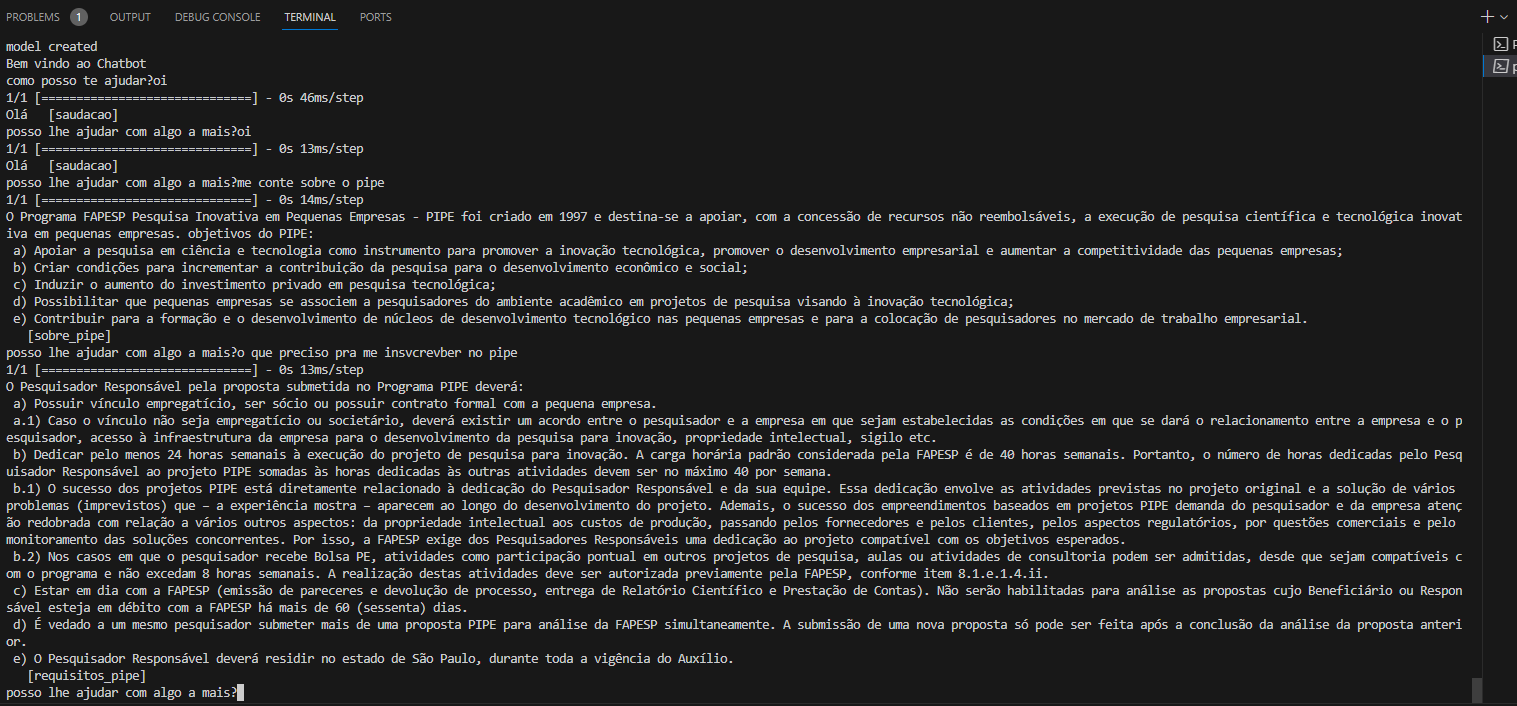 PROBLEMS 1 OUTPUT DEBUG CONSOLE TERMINAL PORTS
model created
Bem vindo ao Chatbot
como posso te ajudar?oi
1/1 [==============================] - 0s 46ms/step
Olá   [saudacao]
posso lhe ajudar com algo a mais?oi
1/1 [==============================] - 0s 13ms/step
Olá   [saudacao]
posso lhe ajudar com algo a mais?me conte sobre o pipe
1/1 [==============================] - 0s 14ms/step
O Programa FAPESP Pesquisa Inovativa em Pequenas Empresas - PIPE foi criado em 1997 e destina-se a apoiar, com a concessão de recursos não reembolsáveis, a execução de pesquisa científica e tecnológica inovat
iva em pequenas empresas. objetivos do PIPE:
 a) Apoiar a pesquisa em ciência e tecnologia como instrumento para promover a inovação tecnológica, promover o desenvolvimento empresarial e aumentar a competitividade das pequenas empresas;
 b) Criar condições para incrementar a contribuição da pesquisa para o desenvolvimento econômico e social;
 c) Induzir o aumento do investimento privado em pesquisa tecnológica;
 d) Possibilitar que pequenas empresas se associem a pesquisadores do ambiente acadêmico em projetos de pesquisa visando à inovação tecnológica;
 e) Contribuir para a formação e o desenvolvimento de núcleos de desenvolvimento tecnológico nas pequenas empresas e para a colocação de pesquisadores no mercado de trabalho empresarial.
   [sobre_pipe]
posso lhe ajudar com algo a mais?o que preciso pra me insvcrevber no pipe
1/1 [==============================] - 0s 13ms/step
O Pesquisador Responsável pela proposta submetida no Programa PIPE deverá:
 a) Possuir vínculo empregatício, ser sócio ou possuir contrato formal com a pequena empresa.
 a.1) Caso o vínculo não seja empregatício ou societário, deverá existir um acordo entre o pesquisador e a empresa em que sejam estabelecidas as condições em que se dará o relacionamento entre a empresa e o p
esquisador, acesso à infraestrutura da empresa para o desenvolvimento da pesquisa para inovação, propriedade intelectual, sigilo etc.
 b) Dedicar pelo menos 24 horas semanais à execução do projeto de pesquisa para inovação. A carga horária padrão considerada pela FAPESP é de 40 horas semanais. Portanto, o número de horas dedicadas pelo Pesq
uisador Responsável ao projeto PIPE somadas às horas dedicadas às outras atividades devem ser no máximo 40 por semana.
 b.1) O sucesso dos projetos PIPE está diretamente relacionado à dedicação do Pesquisador Responsável e da sua equipe. Essa dedicação envolve as atividades previstas no projeto original e a solução de vários
problemas (imprevistos) que – a experiência mostra – aparecem ao longo do desenvolvimento do projeto. Ademais, o sucesso dos empreendimentos baseados em projetos PIPE demanda do pesquisador e da empresa atenç
ão redobrada com relação a vários outros aspectos: da propriedade intelectual aos custos de produção, passando pelos fornecedores e pelos clientes, pelos aspectos regulatórios, por questões comerciais e pelo
monitoramento das soluções concorrentes. Por isso, a FAPESP exige dos Pesquisadores Responsáveis uma dedicação ao projeto compatível com os objetivos esperados.
 b.2) Nos casos em que o pesquisador recebe Bolsa PE, atividades como participação pontual em outros projetos de pesquisa, aulas ou atividades de consultoria podem ser admitidas, desde que sejam compatíveis c
om o programa e não excedam 8 horas semanais. A realização destas atividades deve ser autorizada previamente pela FAPESP, conforme item 8.1.e.1.4.ii.
 c) Estar em dia com a FAPESP (emissão de pareceres e devolução de processo, entrega de Relatório Científico e Prestação de Contas). Não serão habilitadas para análise as propostas cujo Beneficiário ou Respon
sável esteja em débito com a FAPESP há mais de 60 (sessenta) dias.
 d) É vedado a um mesmo pesquisador submeter mais de uma proposta PIPE para análise da FAPESP simultaneamente. A submissão de uma nova proposta só pode ser feita após a conclusão da análise da proposta anteri
or.
 e) O Pesquisador Responsável deverá residir no estado de São Paulo, durante toda a vigência do Auxílio.
   [requisitos_pipe]
posso lhe ajudar com algo a mais?